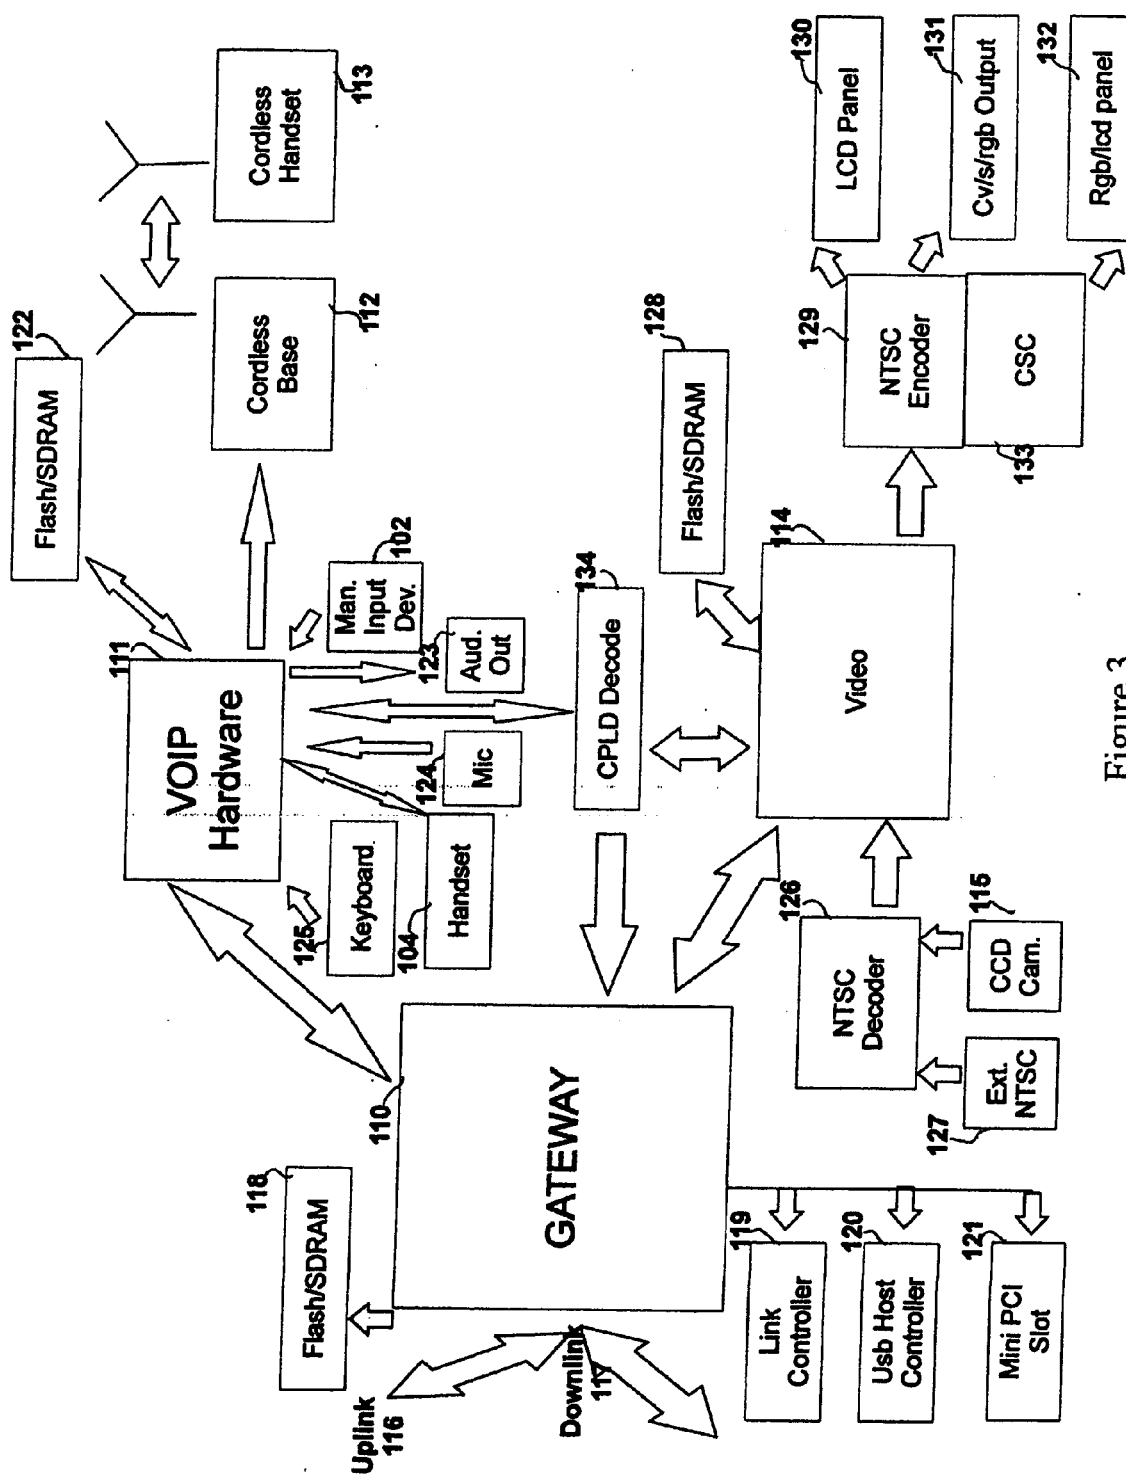 122
Flash/SDRAM
111
VOIP
Hardware
Cordless
Base
112
Cordless
Handset
113
Man.
Input
Dev.
102
123
Aud.
Out
124
Mic
125
Keyboard
104
Handset
118
Flash/SDRAM
110
GATEWAY
Uplink
116
Downlink
CPLD Decode
134
128
Flash/SDRAM
114
Video
126
NTSC
Decoder
115
CCD
Cam.
127
Ext.
NTSC
129
NTSC
Encoder
CSC
133
130
LCD Panel
131
Cv/s/rgb Output
132
Rgb/lcd panel
119
Link
Controller
120
Usb Host
Controller
121
Mini PCI
Slot
Figure 3